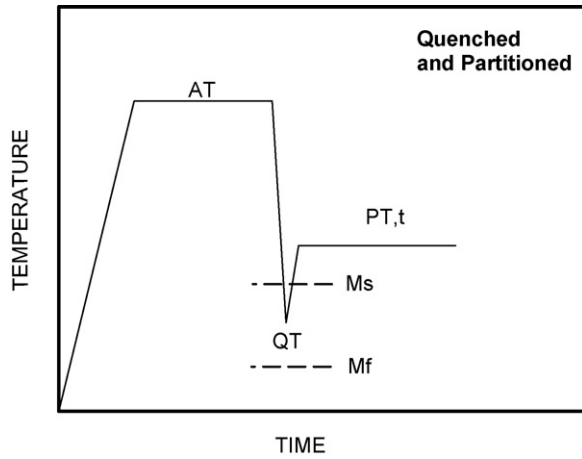 Quenched
and Partitioned
AT
PT,t
Ms
QT
Mf
TEMPERATURE
TIME